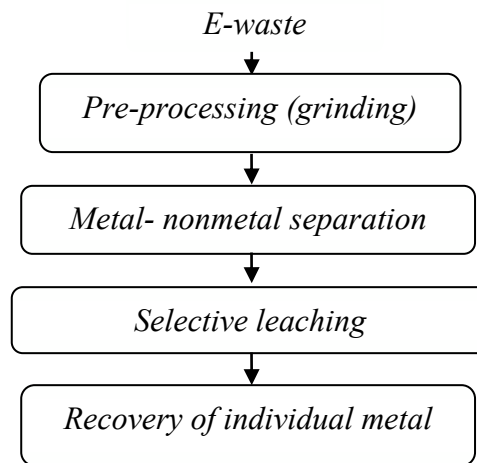 E-waste
Pre-processing (grinding)
Metal- nonmetal separation
Selective leaching
Recovery of individual metal